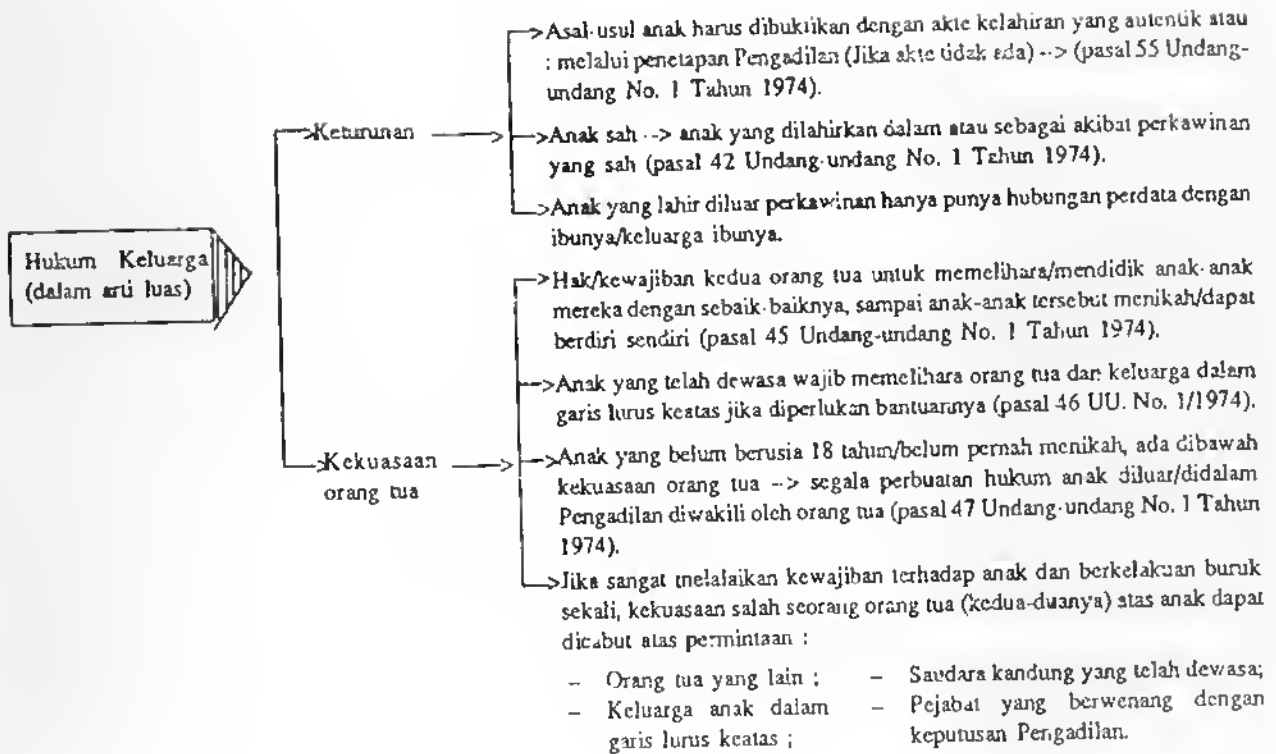 Asal-usul anak harus dibuktikan dengan akte kelahiran yang autentik atau
: melalui penetapan Pengadilan (Jika akte tidak ada) --> (pasal 55 Undang-
undang No. 1 Tahun 1974).
Keturunan
Anak sah --> anak yang dilahirkan dalam atau sebagai akibat perkawinan
yang sah (pasal 42 Undang-undang No. 1 Tahun 1974).
Anak yang lahir diluar perkawinan hanya punya hubungan perdata dengan
ibunya/keluarga ibunya.
Hukum Keluarga
(dalam arti luas)
Hak/kewajiban kedua orang tua untuk memelihara/mendidik anak-anak
mereka dengan sebaik-baiknya, sampai anak-anak tersebut menikah/dapat
berdiri sendiri (pasal 45 Undang-undang No. 1 Tahun 1974).
Anak yang telah dewasa wajib memelihara orang tua dan keluarga dalam
garis lurus keatas jika diperlukan bantuannya (pasal 46 UU. No. 1/1974).
Kekuasaan
orang tua
Anak yang belum berusia 18 tahun/belum pernah menikah, ada dibawah
kekuasaan orang tua --> segala perbuatan hukum anak diluar/didalam
Pengadilan diwakili oleh orang tua (pasal 47 Undang-undang No. 1 Tahun
1974).
Jika sangat melalaikan kewajiban terhadap anak dan berkelakuan buruk
sekali, kekuasaan salah seorang orang tua (kedua-duanya) atas anak dapat
dicabut atas permintaan :
– Orang tua yang lain ;
– Keluarga anak dalam
garis lurus keatas ;
– Saudara kandung yang telah dewasa;
– Pejabat yang berwenang dengan
keputusan Pengadilan.